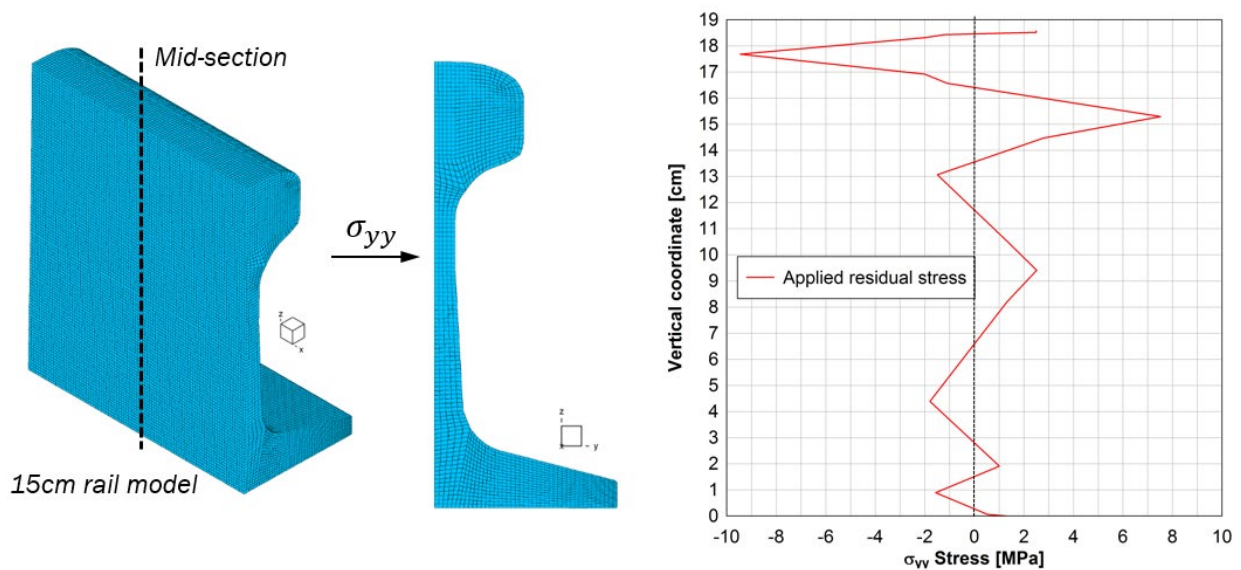 Mid-section
15cm rail model
z
x
σyy
z
x
y
19
18
17
16
15
14
13
12
11
10
9
8
7
6
5
4
3
2
1
0
Vertical coordinate [cm]
Applied residual stress
-10 -8 -6 -4 -2 0 2 4 6 8 10
σyy Stress [MPa]